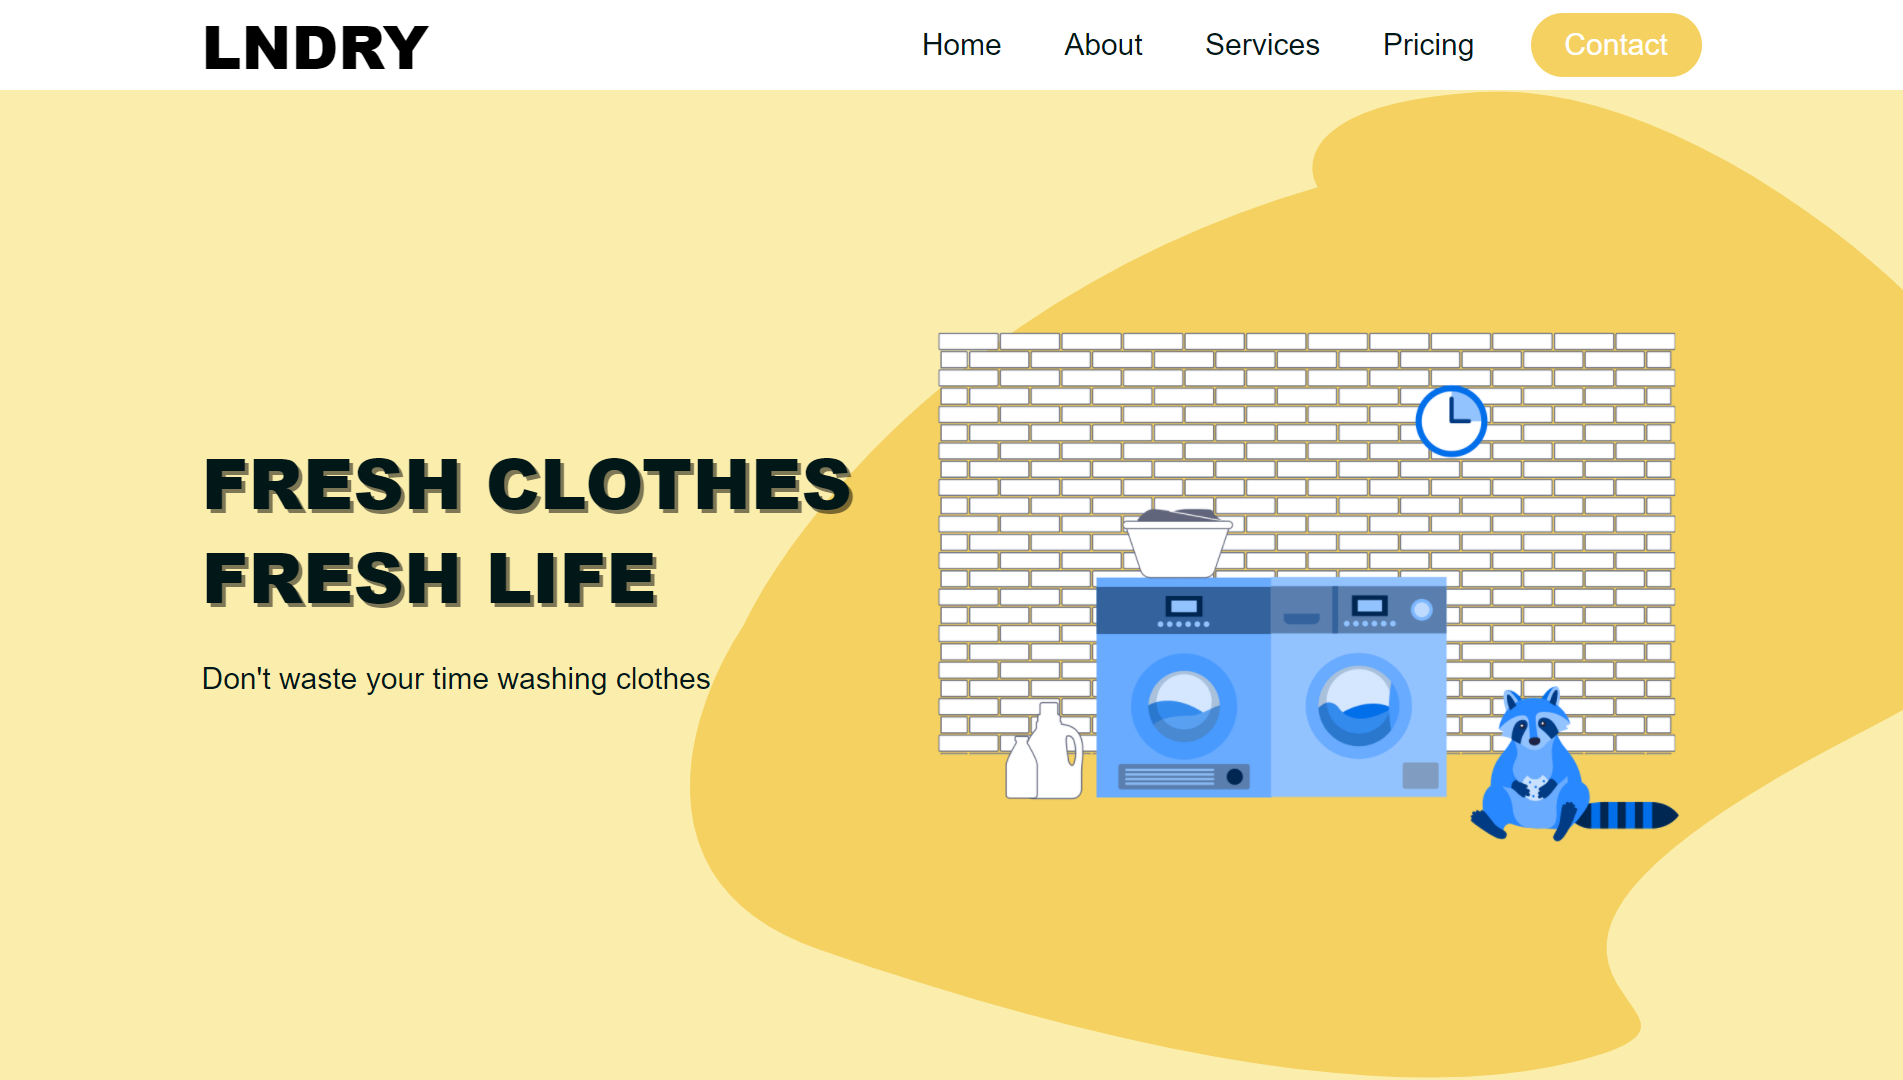 LNDRY
Home About Services Pricing Contact
FRESH CLOTHES
FRESH LIFE
Don't waste your time washing clothes